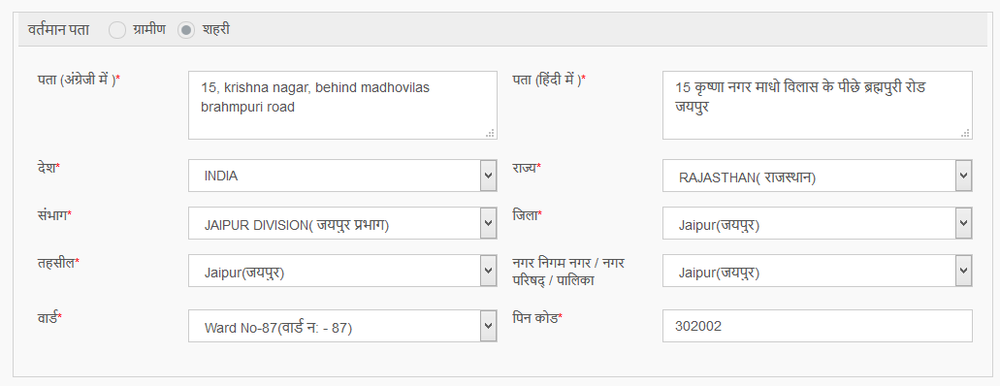 वर्तमान पता ग्रामीण शहरी
पता (अंग्रेजी में )* 15, krishna nagar, behind madhovilas पता (हिंदी में )* 15 कृष्णा नगर माधो विलास के पीछे ब्रह्मपुरी रोड
brahmpuri road जयपुर
देश* INDIA राज्य* RAJASTHAN( राजस्थान)
संभाग* JAIPUR DIVISION( जयपुर प्रभाग) जिला* Jaipur(जयपुर)
तहसील* Jaipur(जयपुर) नगर निगम नगर / नगर Jaipur(जयपुर)
परिषद् / पालिका
वार्ड* Ward No-87(वार्ड न: - 87) पिन कोड* 302002